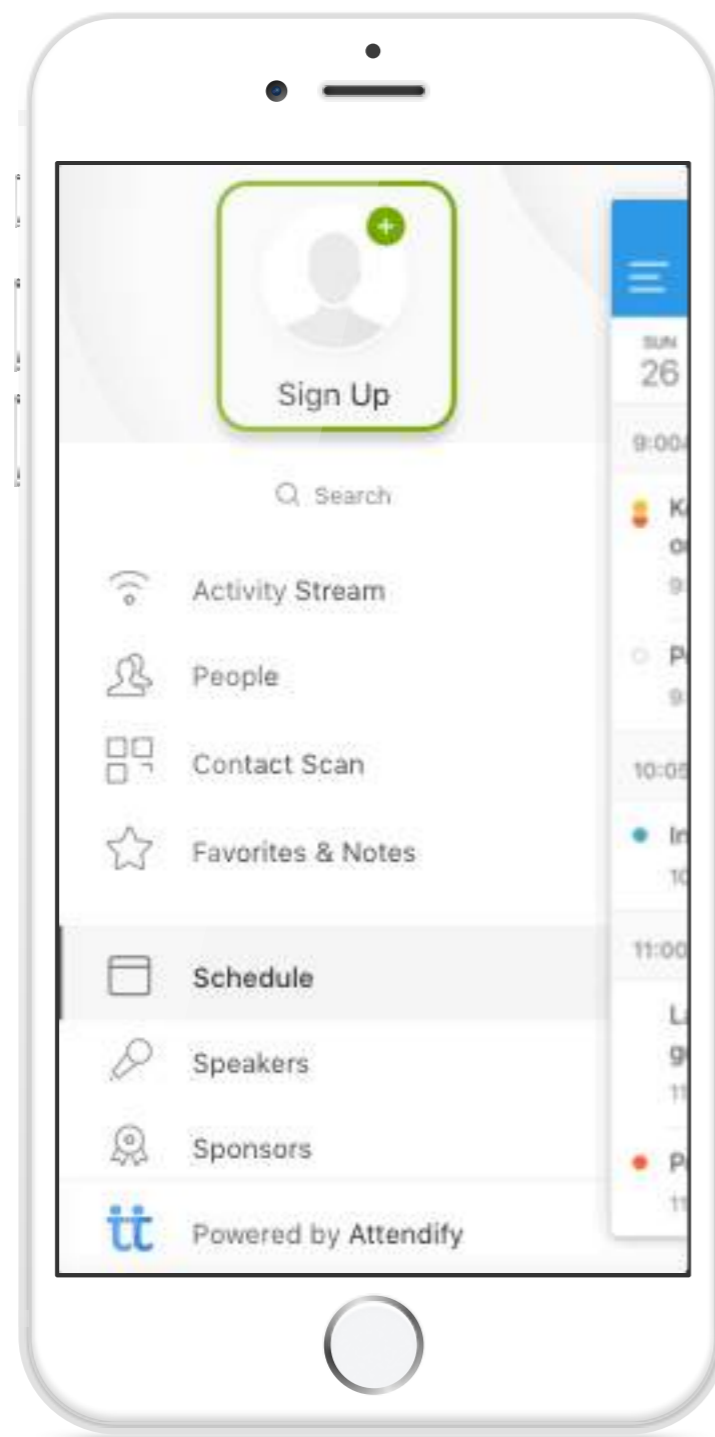 Sign Up
Search
Activity Stream
People
Contact Scan
Favorites & Notes
Schedule
Speakers
Sponsors
Powered by Attendify
SUN
26
9:00
10:05
11:00